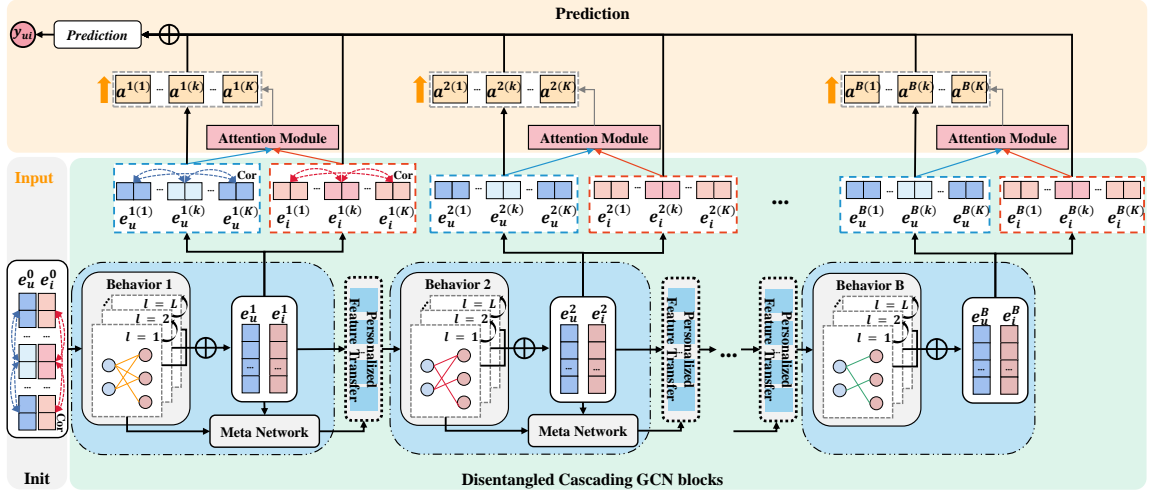 Prediction
y_{ui} Prediction
a^{1(1)} ... a^{1(k)} ... a^{1(K)}
a^{2(1)} ... a^{2(k)} ... a^{2(K)}
a^{B(1)} ... a^{B(k)} ... a^{B(K)}
Attention Module
Attention Module
Attention Module
Input
Cor
Cor
... ...
... ...
... ...
... ...
... ...
... ...
e_u^{1(1)} e_u^{1(k)} e_u^{1(K)}
e_i^{1(1)} e_i^{1(k)} e_i^{1(K)}
e_u^{2(1)} e_u^{2(k)} e_u^{2(K)}
e_i^{2(1)} e_i^{2(k)} e_i^{2(K)}
...
e_u^{B(1)} e_u^{B(k)} e_u^{B(K)}
e_i^{B(1)} e_i^{B(k)} e_i^{B(K)}
e_u^0 e_i^0
... ...
... ...
Cor
Init
Behavior 1
l = L
l = 2
l = 1
e_u^1 e_i^1
... ...
Meta Network
Personalized
Feature Transfer
Behavior 2
l = L
l = 2
l = 1
e_u^2 e_i^2
... ...
Meta Network
Personalized
Feature Transfer
...
Personalized
Feature Transfer
Behavior B
l = L
l = 2
l = 1
e_u^B e_i^B
... ...
Disentangled Cascading GCN blocks